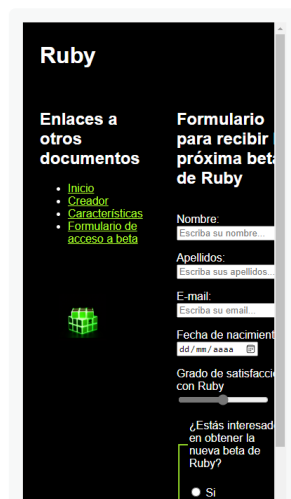 Ruby
Enlaces a
otros
documentos
Inicio
Creador
Características
Formulario de
acceso a beta
Formulario
para recibir
próxima beta
de Ruby
Nombre:
Escriba su nombre...
Apellidos:
Escriba sus apellidos...
E-mail:
Escriba su email...
Fecha de nacimient
dd/mm/aaaa
Grado de satisfacci
con Ruby
¿Estás interesad
en obtener la
nueva beta de
Ruby?
Si